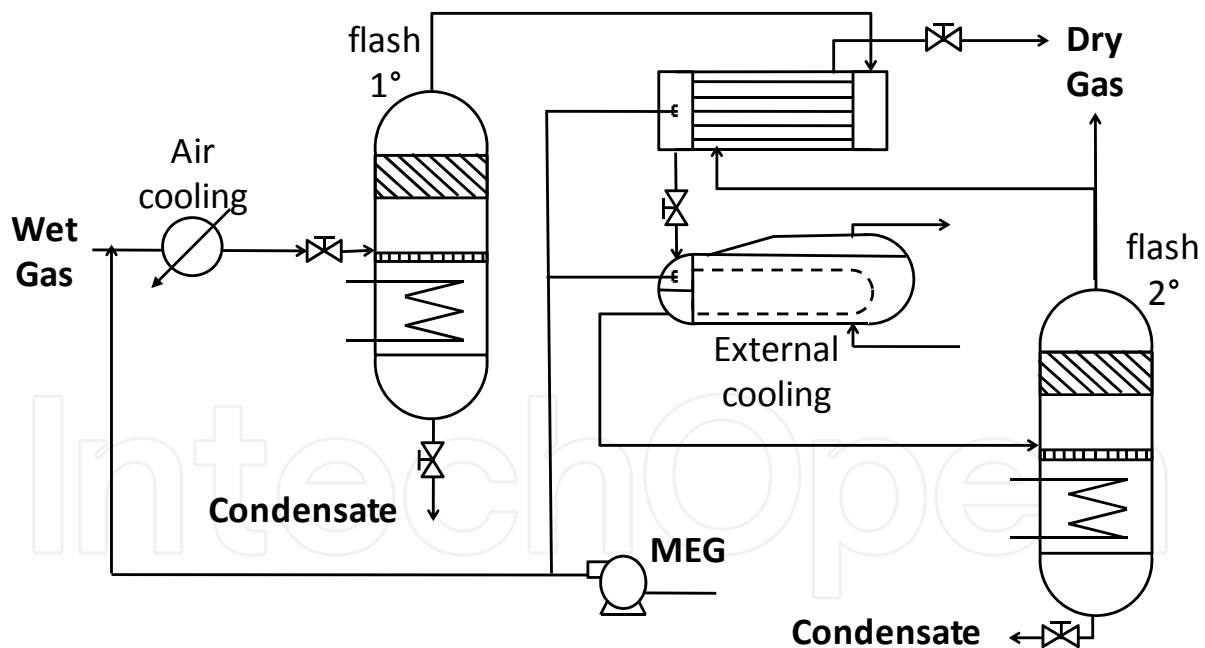 flash
1°
Air
cooling
Wet
Gas
Dry
Gas
flash
2°
External
cooling
Condensate
MEG
Condensate
IntechOpen